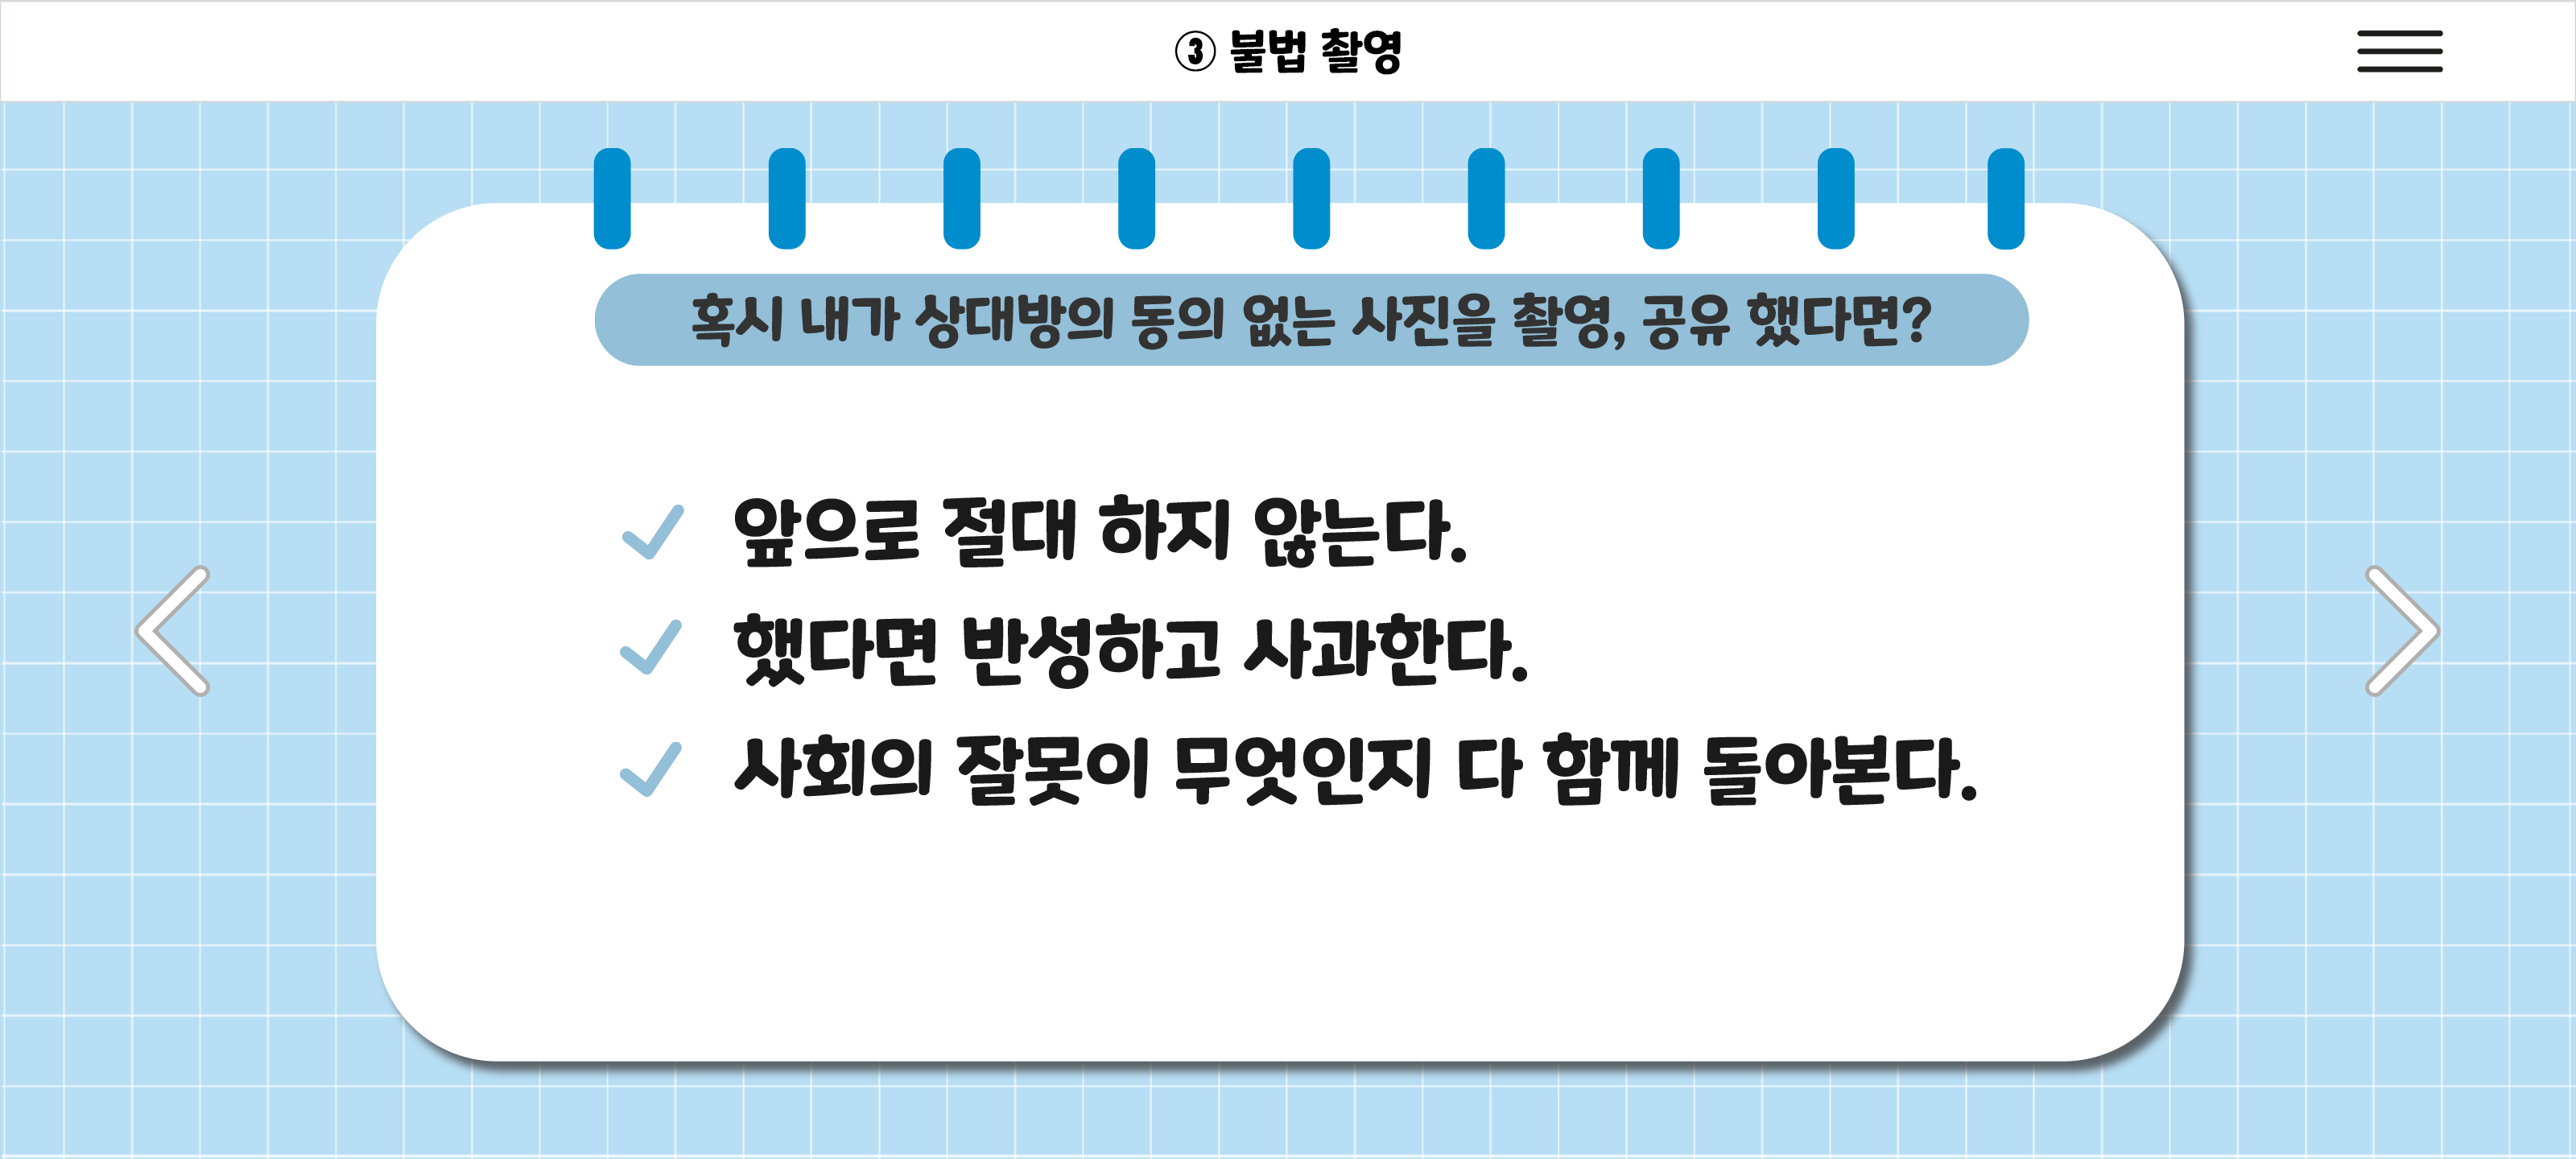 ③ 불법 촬영
혹시 내가 상대방의 동의 없는 사진을 촬영, 공유 했다면?
앞으로 절대 하지 않는다.
했다면 반성하고 사과한다.
사회의 잘못이 무엇인지 다 함께 돌아본다.